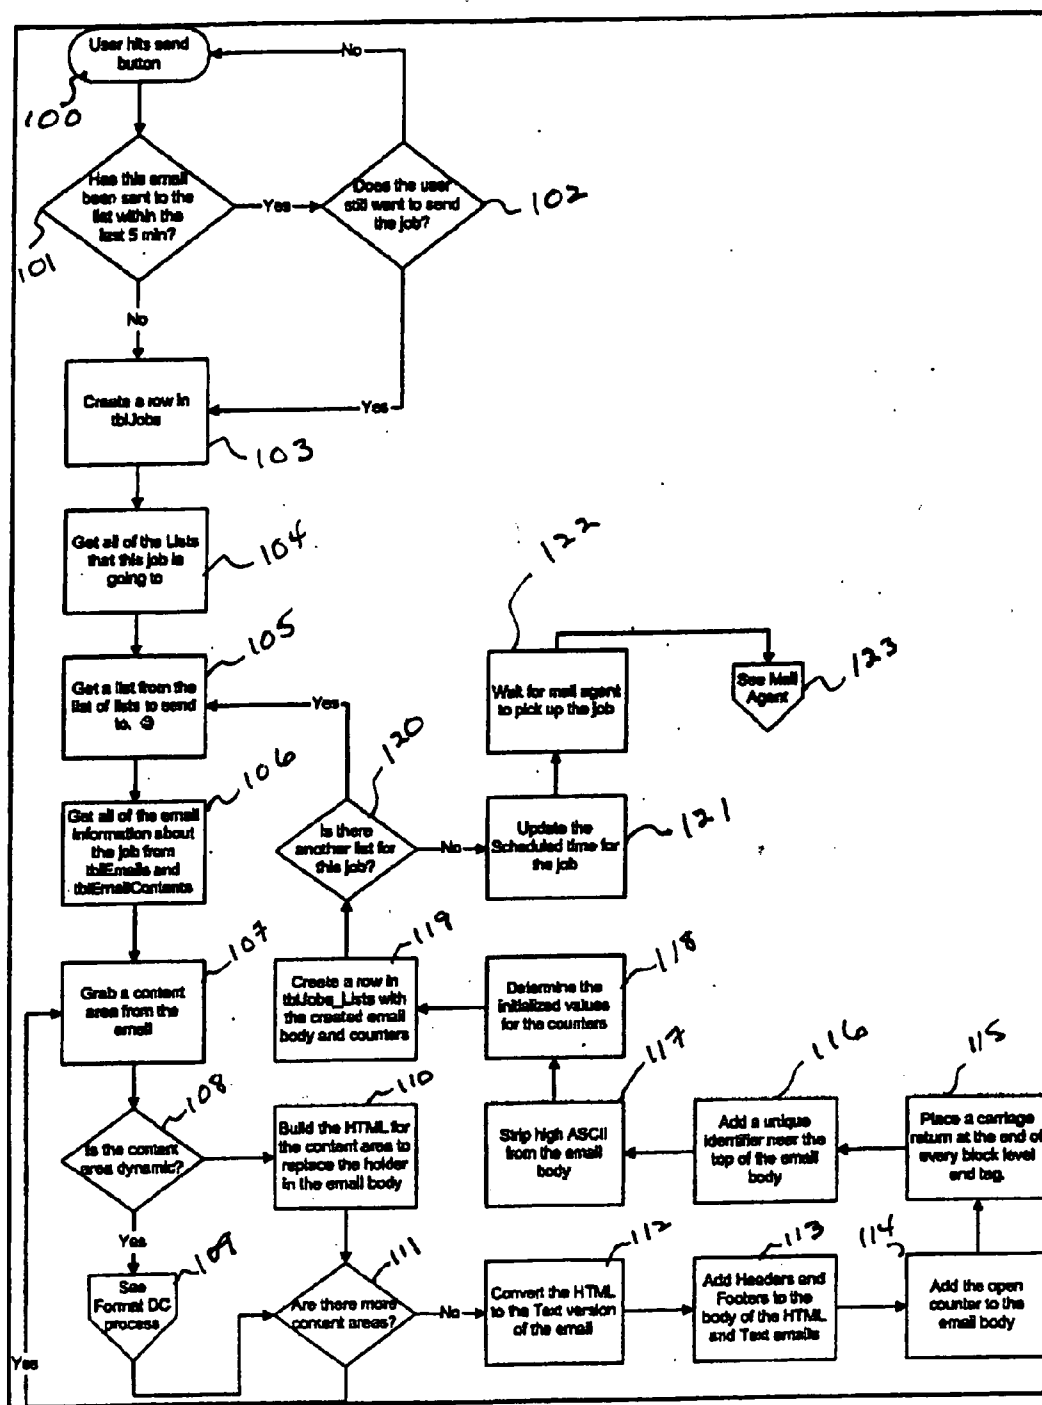 User hits send
button
100
No
Has this email
been sent to the
list within the
last 5 min?
101
Yes
Does the user
still want to send
the job?
102
No
Yes
Create a row in
tblJobs
103
Get all of the Lists
that this job is
going to
104
Get a list from the
list of lists to send
to. ☺
105
Get all of the email
information about
the job from
tblEmails and
tblEmailContents
106
Grab a content
area from the
email
107
Is the content
area dynamic?
108
Yes
See
Format DC
process
109
Build the HTML for
the content area to
replace the holder
in the email body
110
Are there more
content areas?
111
Yes
No
Convert the HTML
to the Text version
of the email
112
Add Headers and
Footers to the
body of the HTML
and Text emails
113
Add the open
counter to the
email body
114
Place a carriage
return at the end of
every block level
end tag.
115
Add a unique
identifier near the
top of the email
body
116
Strip high ASCII
from the email
body
117
Determine the
initialized values
for the counters
118
Create a row in
tblJobs_Lists with
the created email
body and counters
119
Is there
another list for
this job?
120
Yes
No
Update the
Scheduled time for
the job
121
Wait for mail agent
to pick up the job
122
See Mail
Agent
123